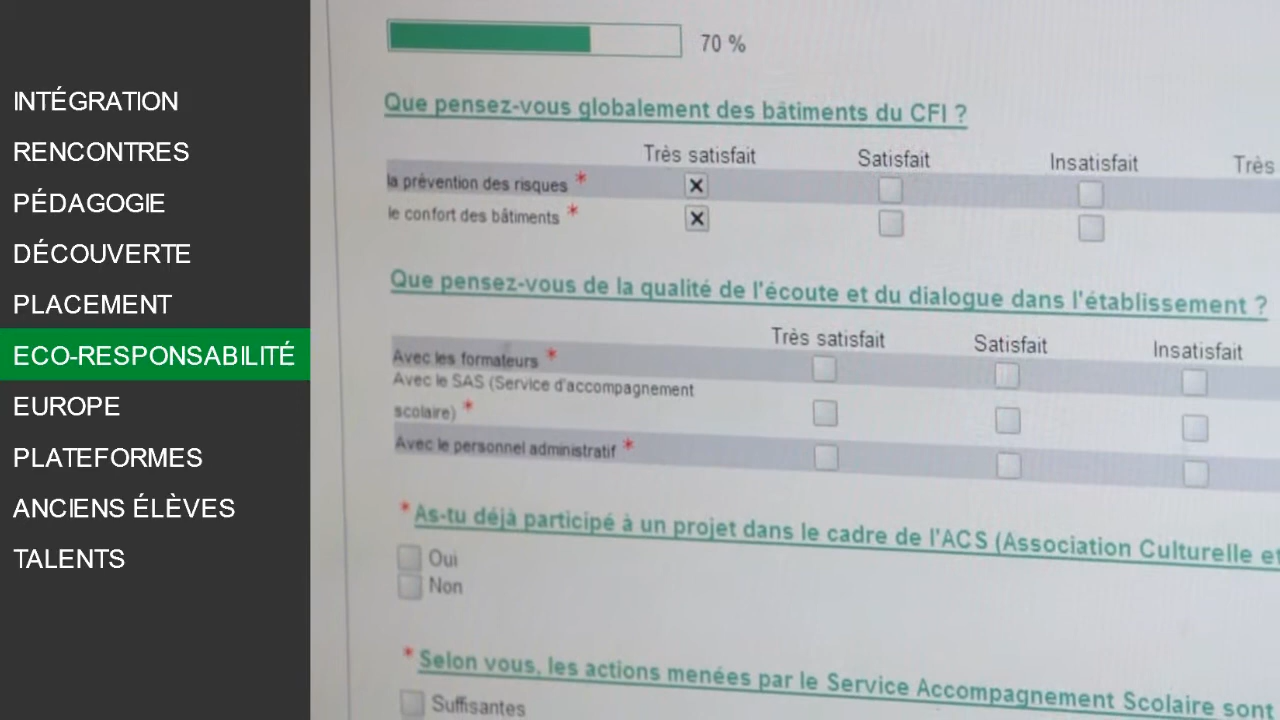 INTÉGRATION
RENCONTRES
PÉDAGOGIE
DÉCOUVERTE
PLACEMENT
ECO-RESPONSABILITÉ
EUROPE
PLATEFORMES
ANCIENS ÉLÈVES
TALENTS
70 %
Que pensez-vous globalement des bâtiments du CFI ?
Très satisfait Satisfait Insatisfait Très
la prévention des risques *
le confort des bâtiments *
Que pensez-vous de la qualité de l'écoute et du dialogue dans l'établissement ?
Très satisfait Satisfait Insatisfait
Avec les formateurs *
Avec le SAS (Service d'accompagnement
scolaire) *
Avec le personnel administratif *
* As-tu déjà participé à un projet dans le cadre de l'ACS (Association Culturelle et
Oui
Non
* Selon vous, les actions menées par le Service Accompagnement Scolaire sont
Suffisantes